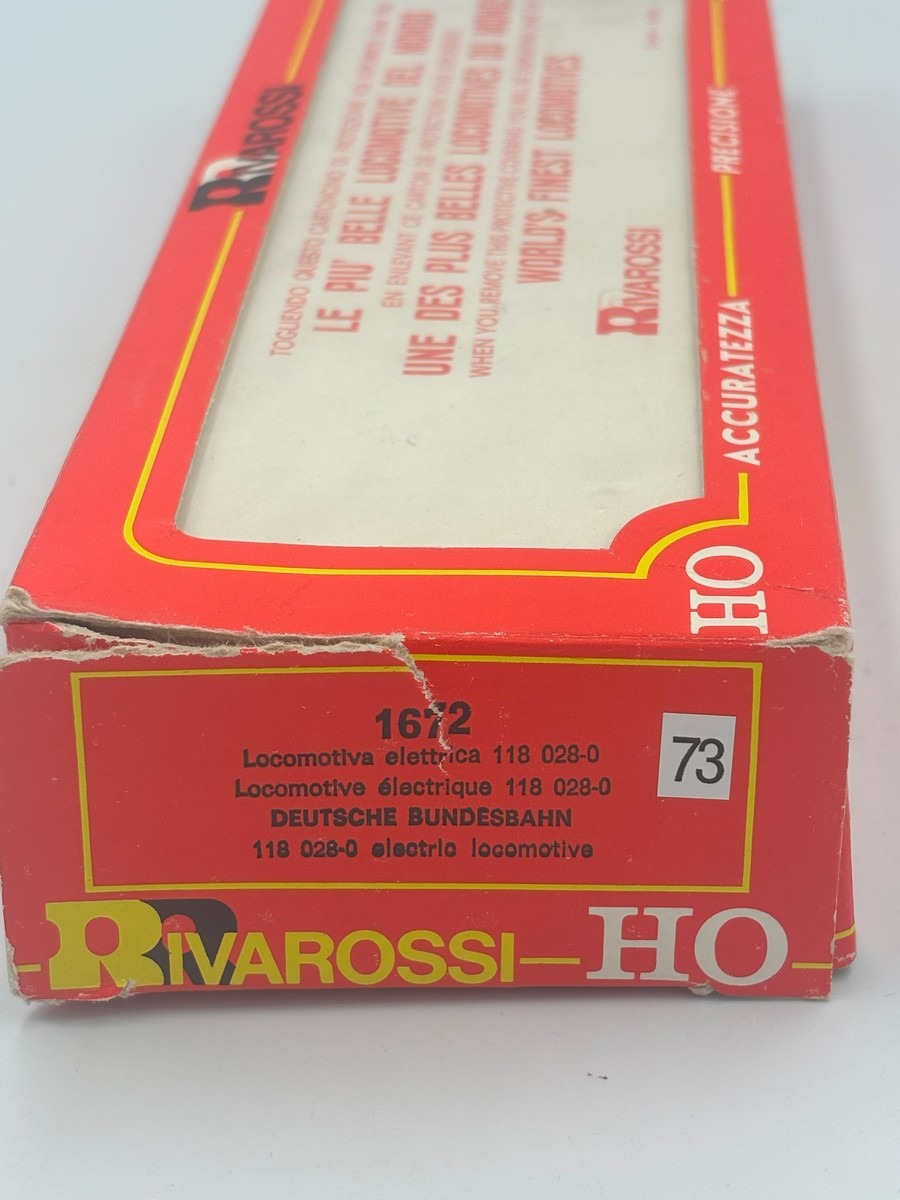 RIVAROSSI
TOGLIENDO QUESTO CARTONCINO DI PROTEZIONE
LE PIU' BELLE LOCOMOTIVE DEL MONDO
EN ENLEVANT CE CARTON DE PROTECTION
UNE DES PLUS BELLES LOCOMOTIVES DU MONDE
WHEN YOU REMOVE THIS PROTECTIVE COVERING
WORLD'S FINEST LOCOMOTIVES
RIVAROSSI
HO ACCURATEZZA PRECISIONE
1672
Locomotiva elettrica 118 028-0
Locomotive électrique 118 028-0
DEUTSCHE BUNDESBAHN
118 028-0 electric locomotive
73
RIVAROSSI HO